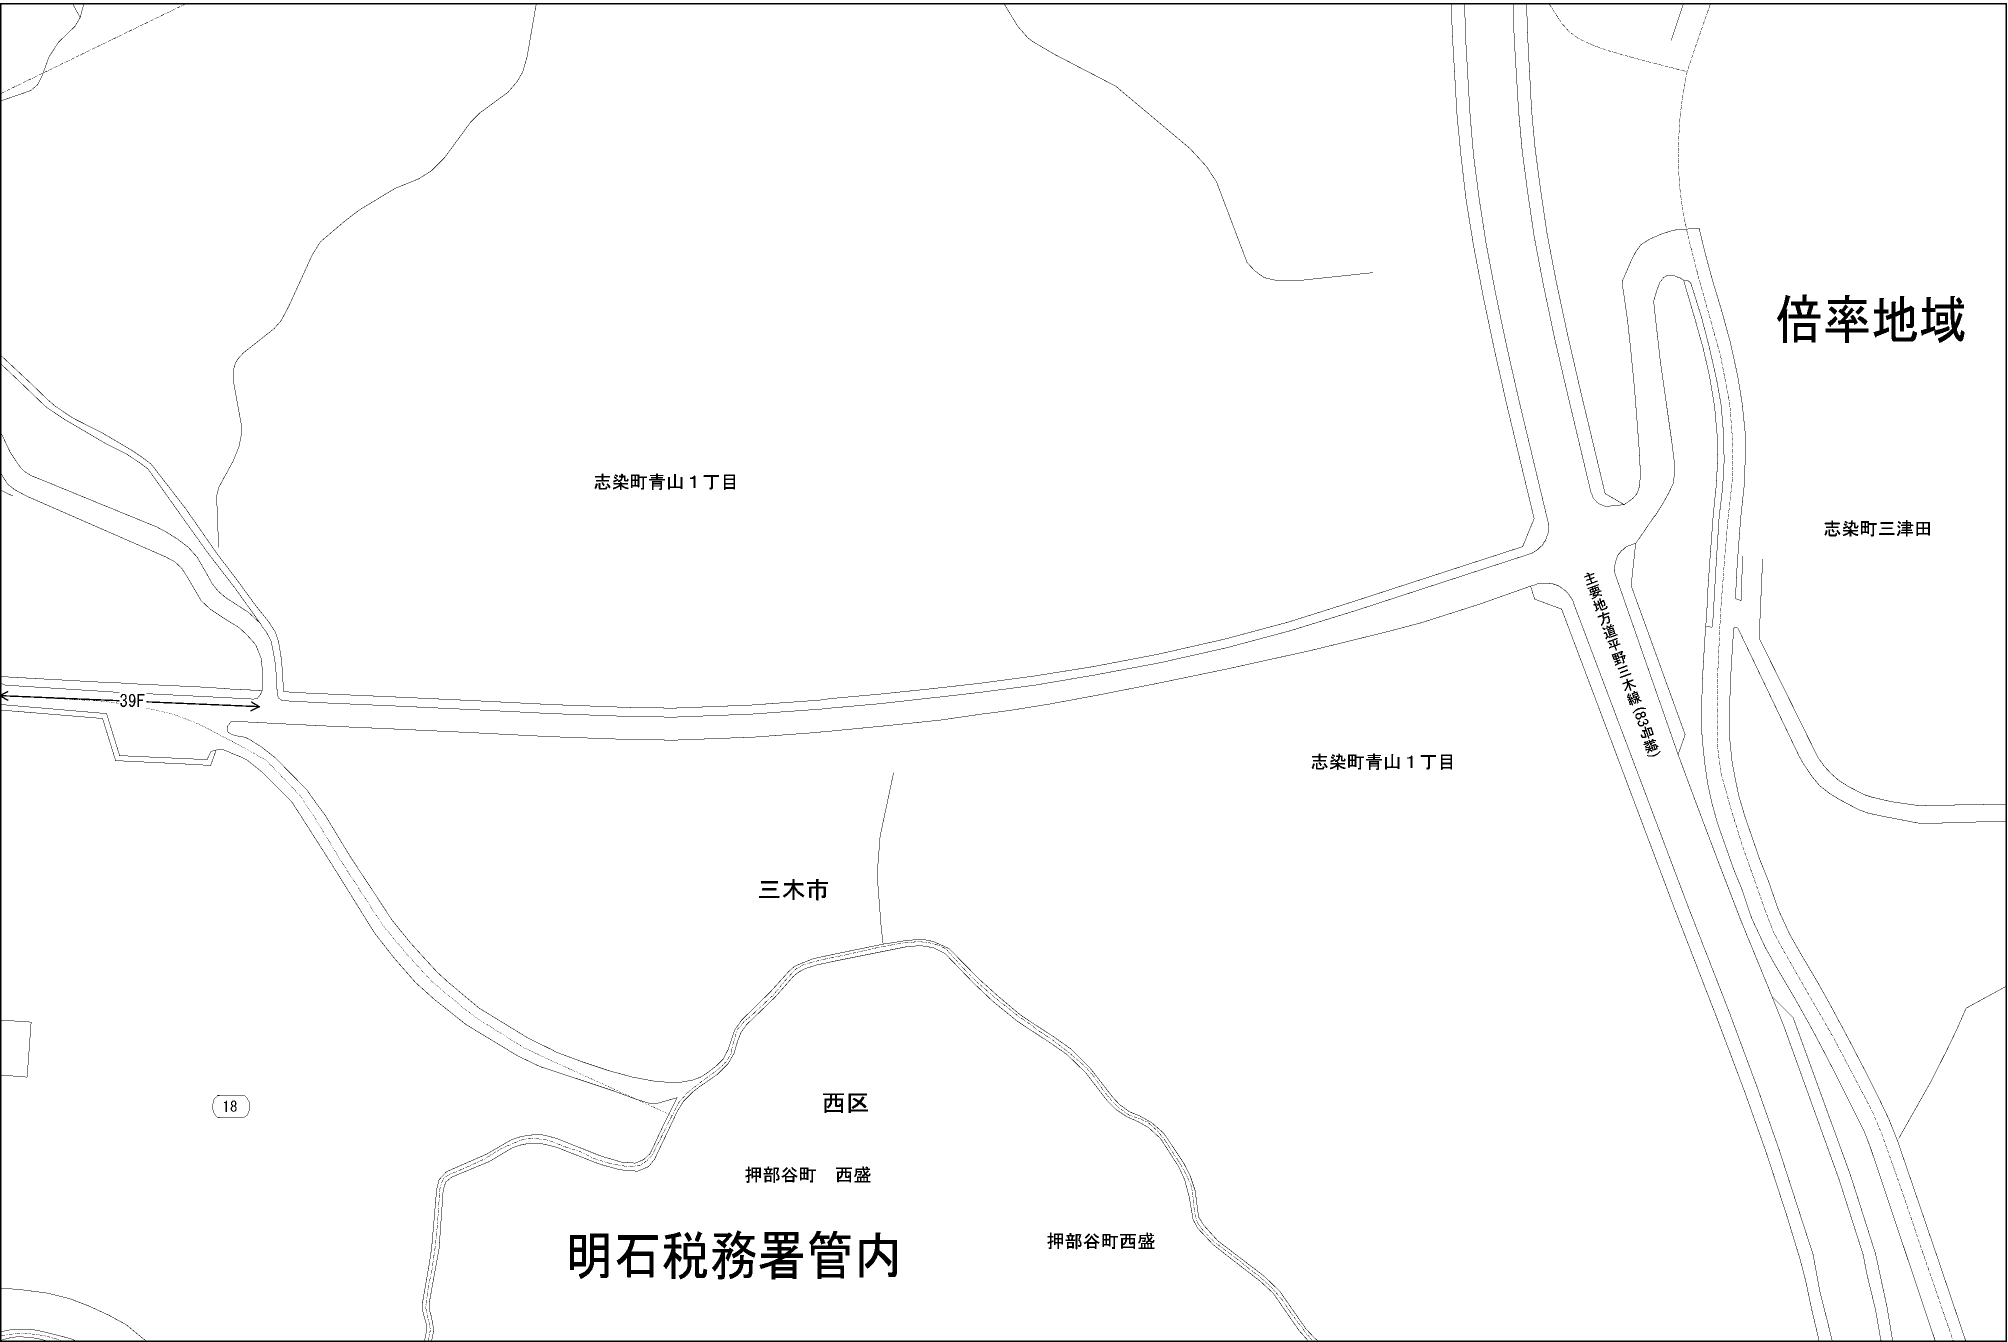 倍率地域
志染町青山１丁目
志染町三津田
主要地方道平野三木線(83号線)
39F
志染町青山１丁目
三木市
西区
18
押部谷町　西盛
押部谷町西盛
明石税務署管内